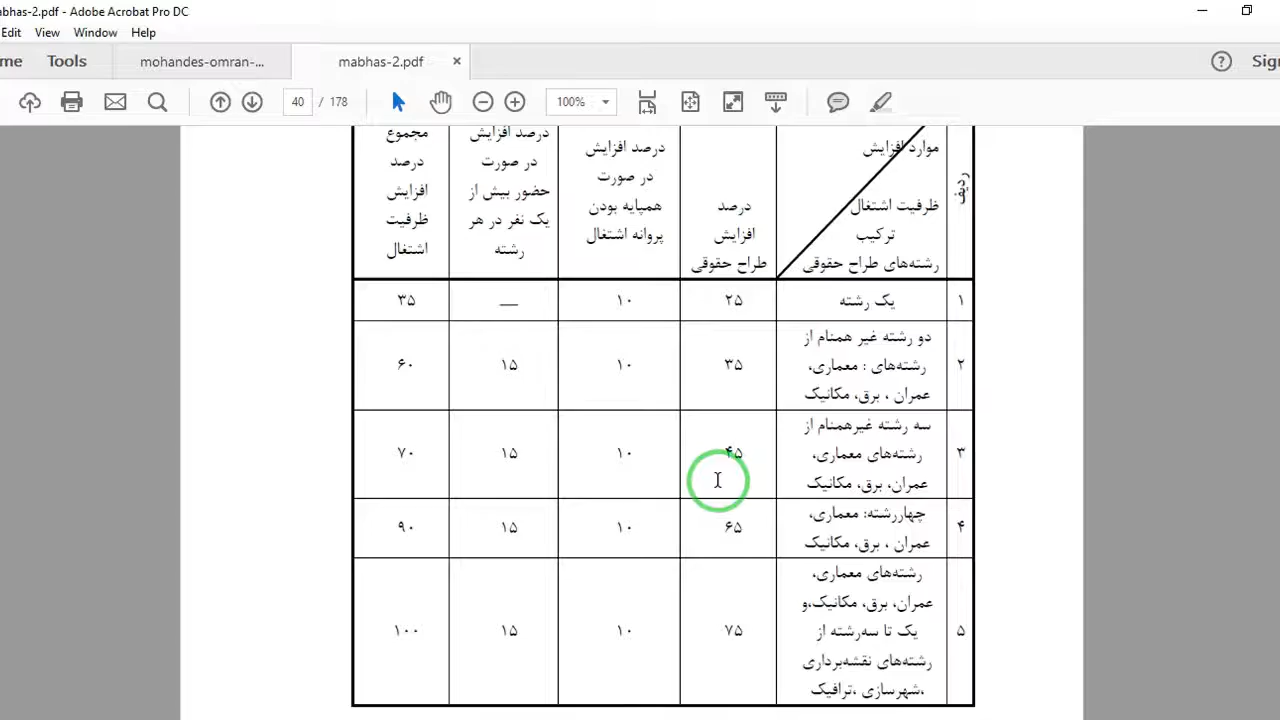 abhas-2.pdf - Adobe Acrobat Pro DC
Edit View Window Help
me Tools mohandes-omran-... mabhas-2.pdf × ? Sign
40 / 178 100%
ردیف
موارد افزایش
ظرفیت اشتغال
ترکیب
رشته‌های طراح حقوقی
درصد
افزایش
طراح حقوقی
درصد افزایش
در صورت
همپایه بودن
پروانه اشتغال
درصد افزایش
در صورت
حضور بیش از
یک نفر در هر
رشته
مجموع
درصد
افزایش
ظرفیت
اشتغال
۱ یک رشته ۲۵ ۱۰ — ۳۵
دو رشته غیر همنام از
۲ رشته‌های : معماری، ۳۵ ۱۰ ۱۵ ۶۰
عمران ، برق، مکانیک
سه رشته غیرهمنام از
۳ رشته‌های معماری، ۴۵ ۱۰ ۱۵ ۷۰
عمران، برق، مکانیک
۴ چهاررشته: معماری، ۶۵ ۱۰ ۱۵ ۹۰
عمران ، برق، مکانیک
رشته‌های معماری،
عمران، برق، مکانیک،و
۵ یک تا سه‌رشته از ۷۵ ۱۰ ۱۵ ۱۰۰
رشته‌های نقشه‌برداری
،شهرسازی ،ترافیک